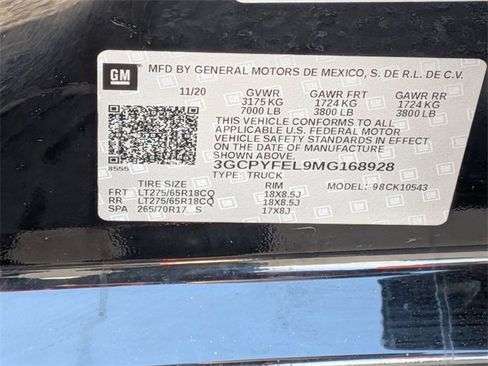 GM
MFD BY GENERAL MOTORS DE MEXICO, S. DE R.L. DE C.V.
11/20 GVWR GAWR FRT GAWR RR
3175 KG 1724 KG 1724 KG
7000 LB 3800 LB 3800 LB
THIS VEHICLE CONFORMS TO ALL
APPLICABLE U.S. FEDERAL MOTOR
VEHICLE SAFETY STANDARDS IN EFFECT
ON THE DATE OF MANUFACTURE SHOWN ABOVE.
8555 3GCPYFEL9MG168928
TYPE: TRUCK
TIRE SIZE RIM MODEL: 98CK10543
FRT LT275/65R18CQ 18X8.5J
RR LT275/65R18CQ 18X8.5J
SPA 265/70R17 S 17X8J